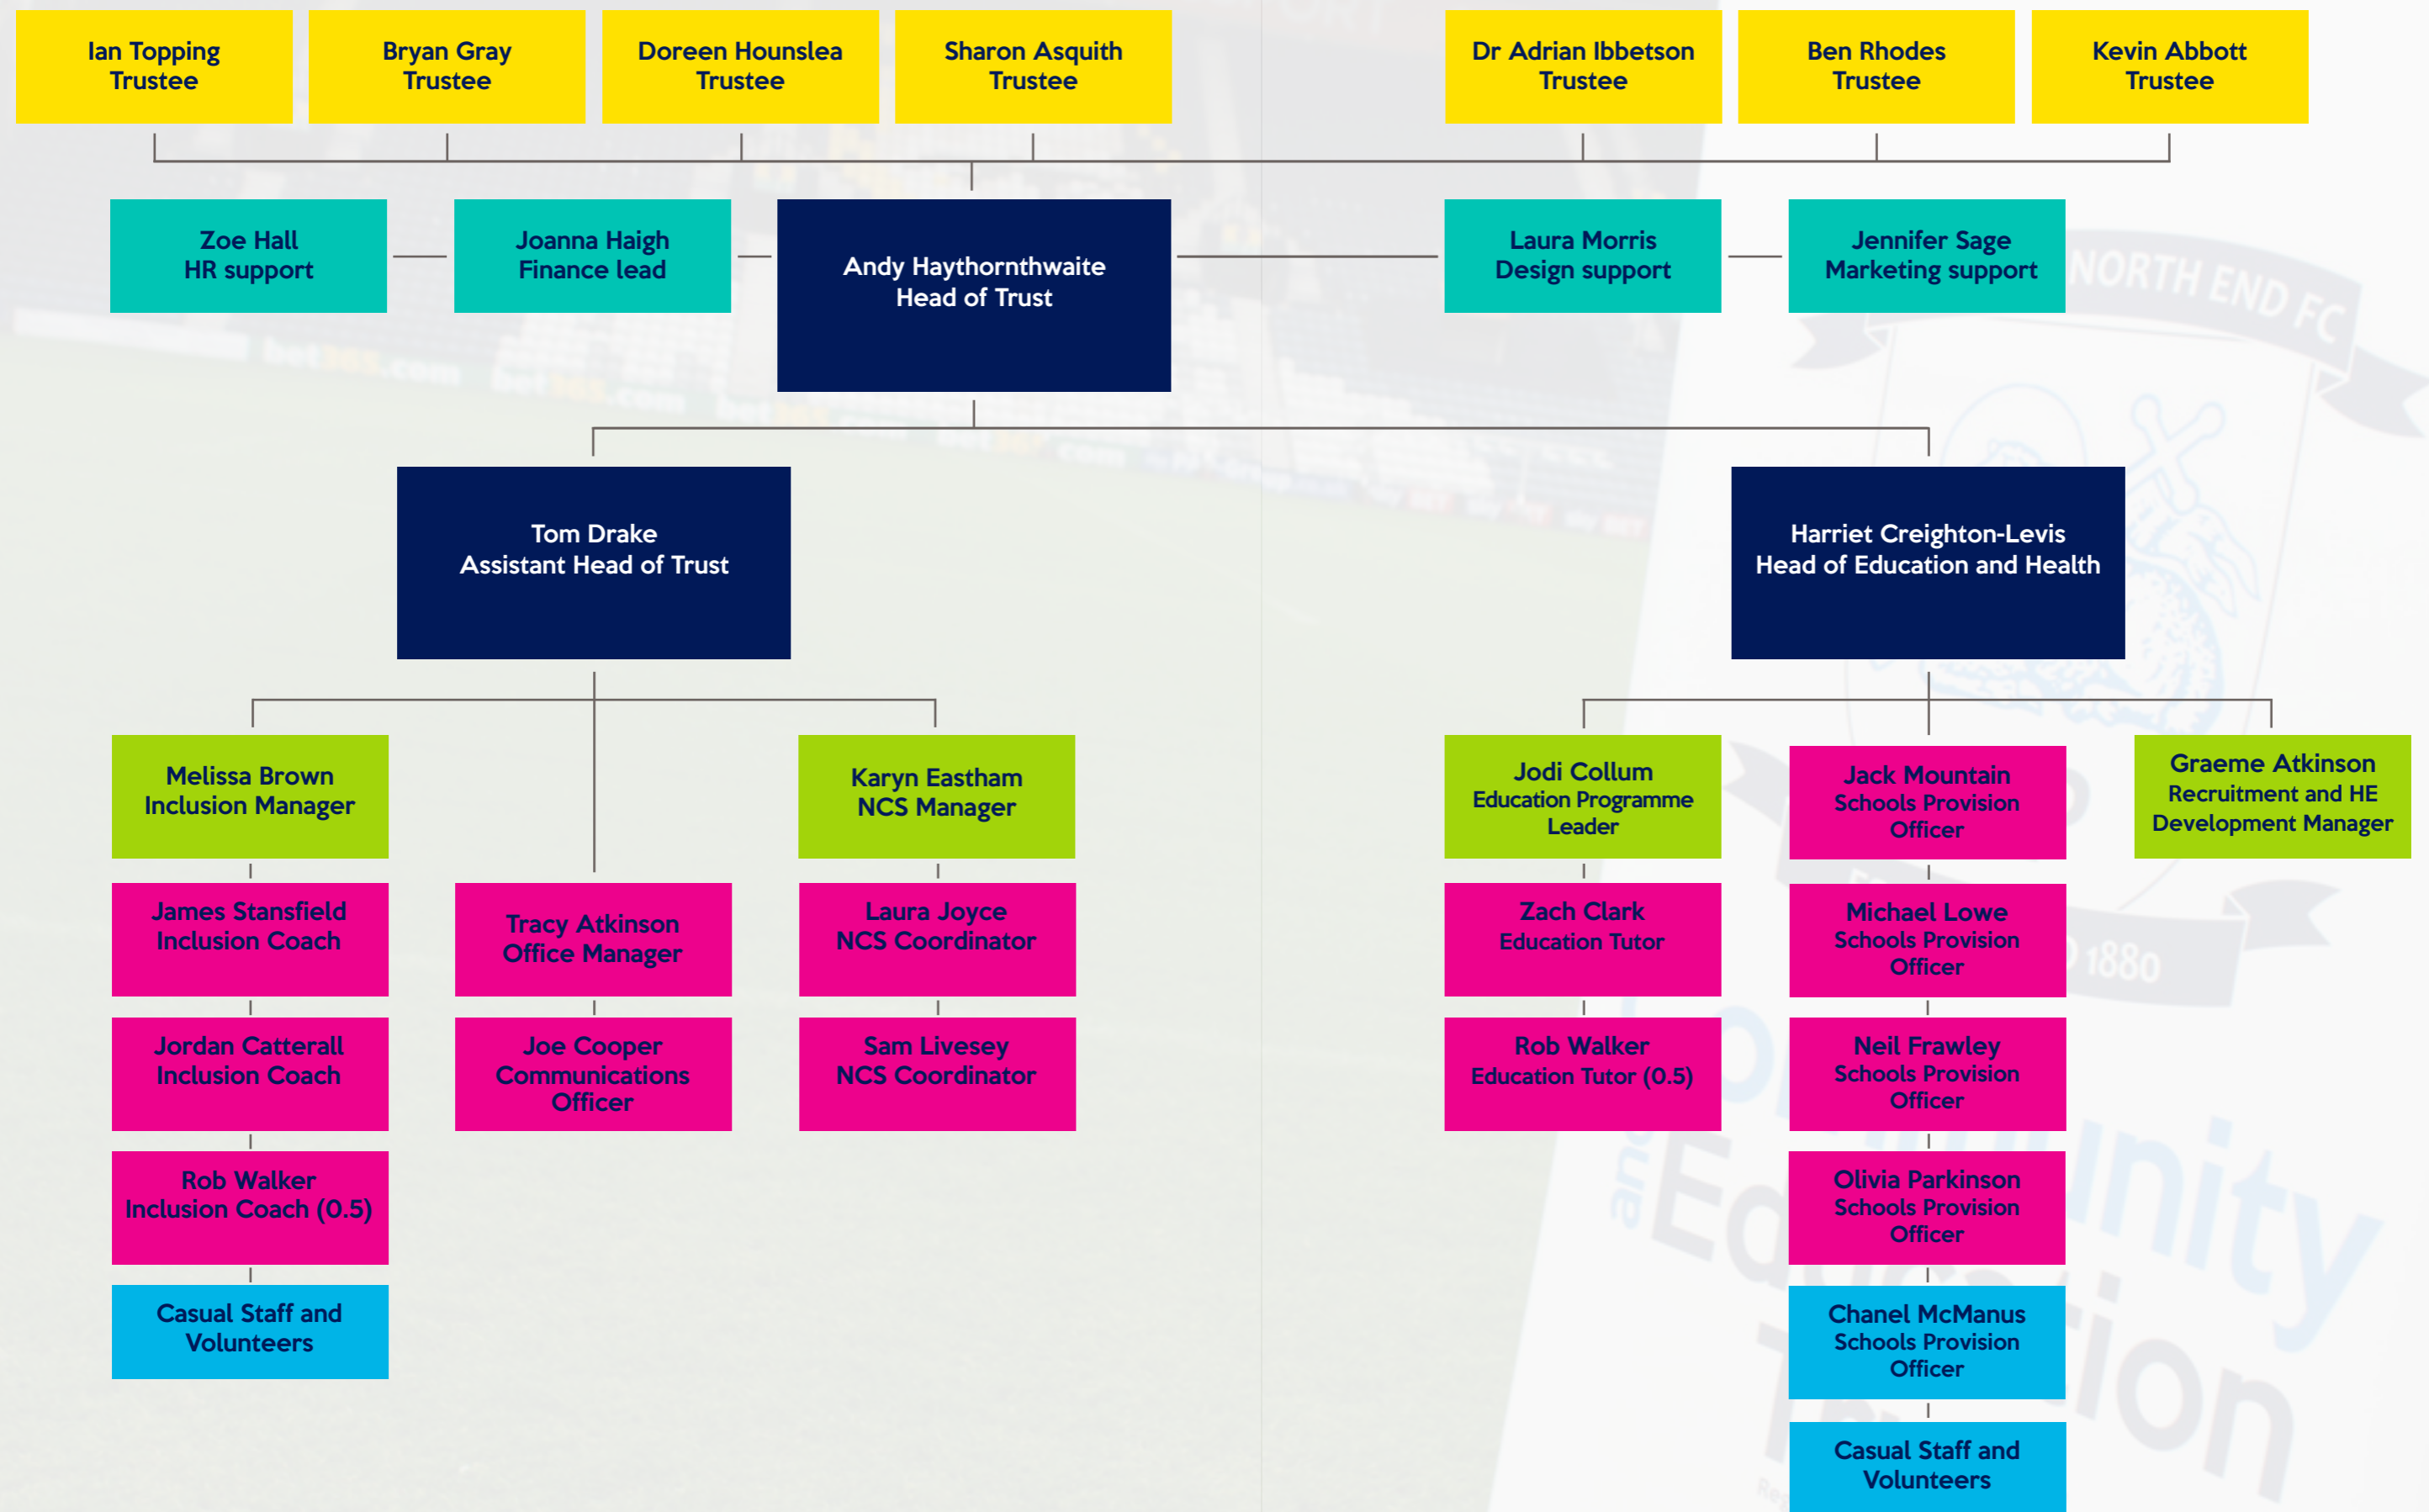 Ian Topping
Trustee
Bryan Gray
Trustee
Doreen Hounslea
Trustee
Sharon Asquith
Trustee
Dr Adrian Ibbetson
Trustee
Ben Rhodes
Trustee
Kevin Abbott
Trustee
Zoe Hall
HR support
Joanna Haigh
Finance lead
Andy Haythornthwaite
Head of Trust
Laura Morris
Design support
Jennifer Sage
Marketing support
NORTH END FC
bet365.com
bet365.com
Tom Drake
Assistant Head of Trust
Harriet Creighton-Levis
Head of Education and Health
Melissa Brown
Inclusion Manager
Karyn Eastham
NCS Manager
Jodi Collum
Education Programme
Leader
Jack Mountain
Schools Provision
Officer
Graeme Atkinson
Recruitment and HE
Development Manager
James Stansfield
Inclusion Coach
Tracy Atkinson
Office Manager
Laura Joyce
NCS Coordinator
Zach Clark
Education Tutor
Michael Lowe
Schools Provision
Officer
1880
Jordan Catterall
Inclusion Coach
Joe Cooper
Communications
Officer
Sam Livesey
NCS Coordinator
Rob Walker
Education Tutor (0.5)
Neil Frawley
Schools Provision
Officer
Rob Walker
Inclusion Coach (0.5)
Olivia Parkinson
Schools Provision
Officer
and
Education
Casual Staff and
Volunteers
Chanel McManus
Schools Provision
Officer
Casual Staff and
Volunteers